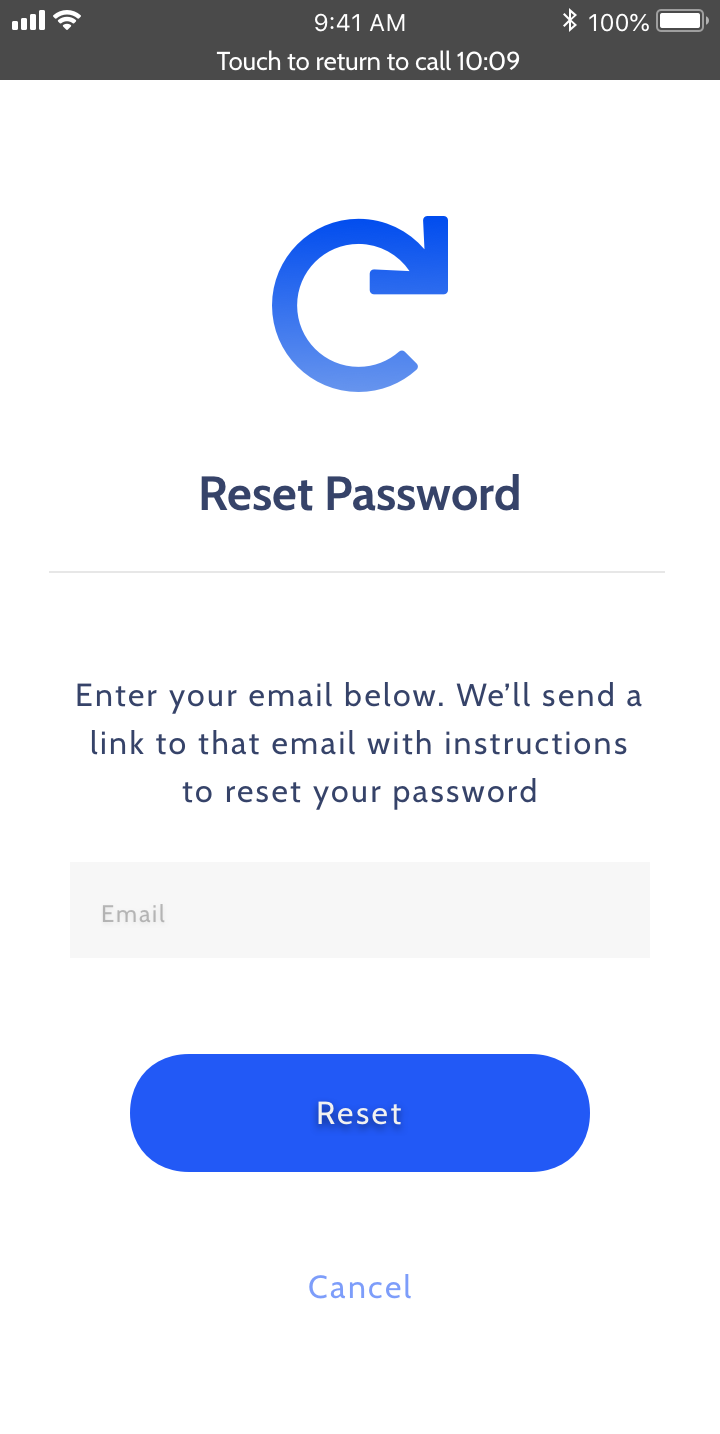 9:41 AM
100%
Touch to return to call 10:09
Reset Password
Enter your email below. We’ll send a
link to that email with instructions
to reset your password
Email
Reset
Cancel